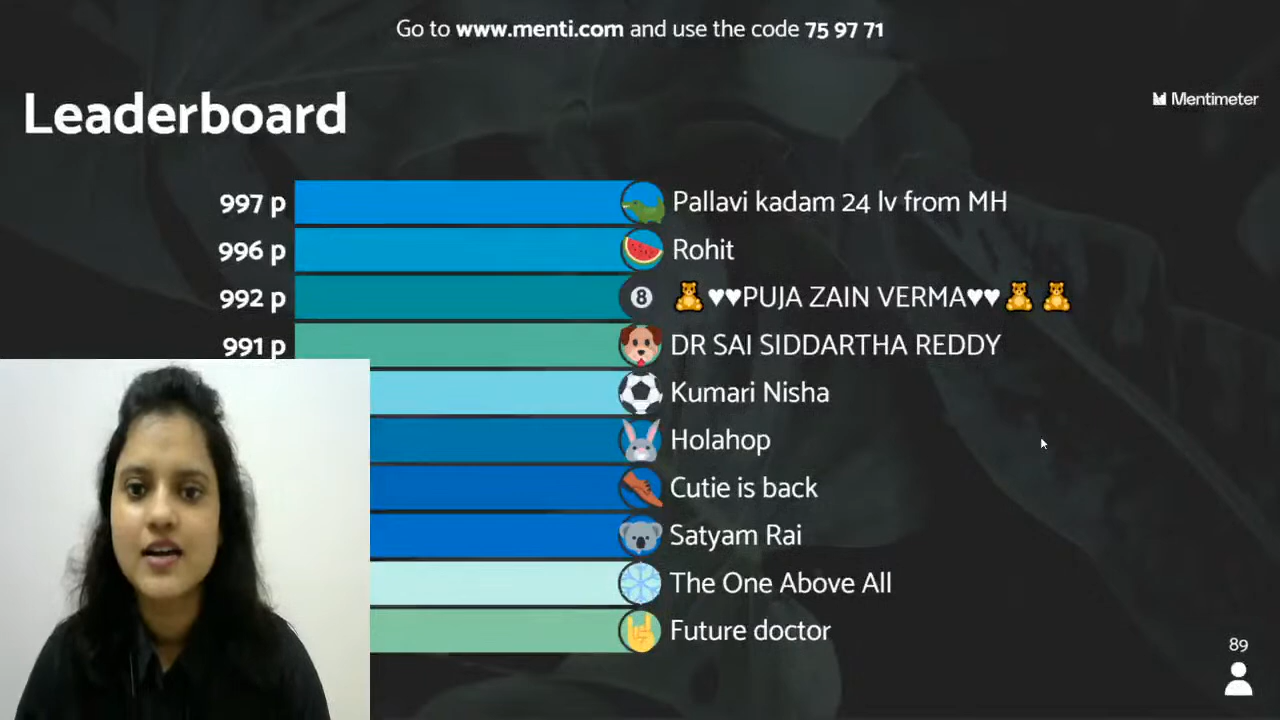 Go to www.menti.com and use the code 75 97 71
Leaderboard
Mentimeter
997 p Pallavi kadam 24 lv from MH
996 p Rohit
992 p 8 🧸♥♥PUJA ZAIN VERMA♥♥🧸🧸
991 p DR SAI SIDDARTHA REDDY
Kumari Nisha
Holahop
Cutie is back
Satyam Rai
The One Above All
Future doctor
89